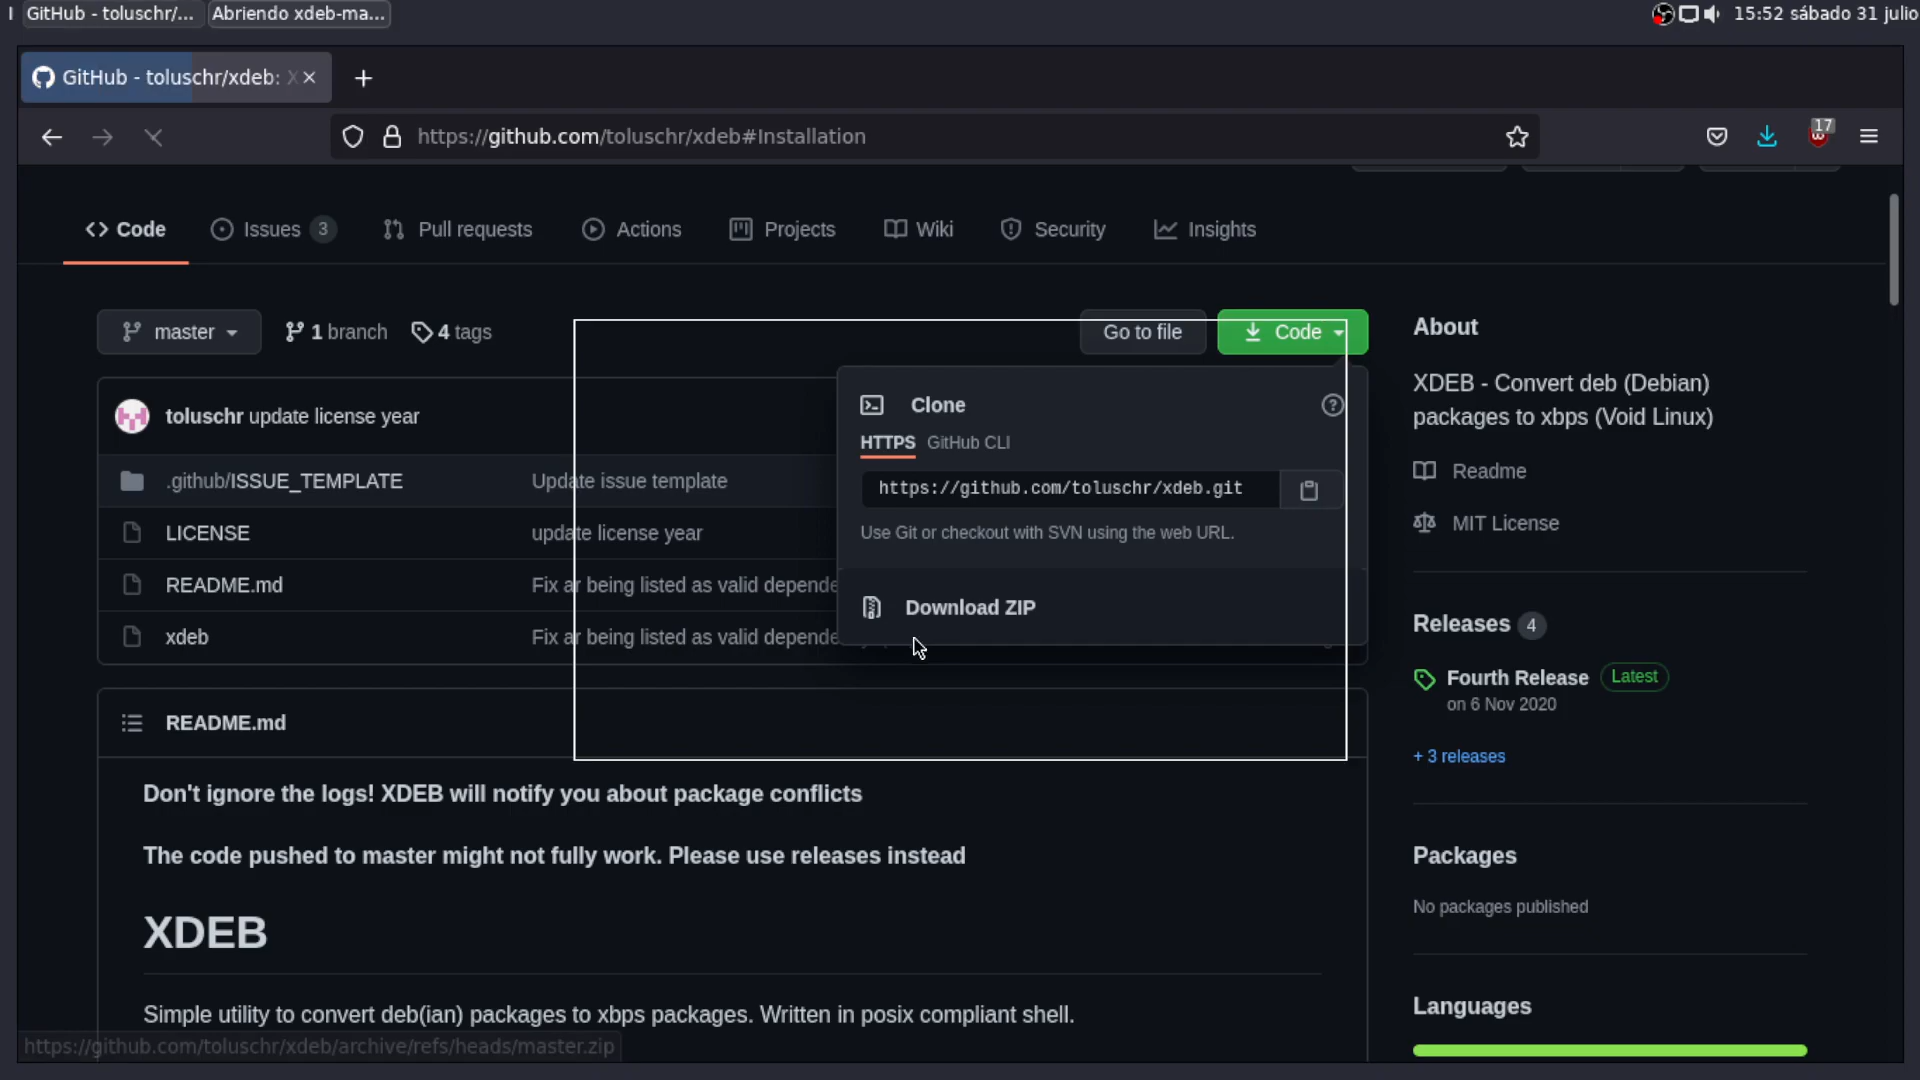 GitHub - toluschr/...
Abriendo xdeb-ma...
15:52 sábado 31 julio
GitHub - toluschr/xdeb:
https://github.com/toluschr/xdeb#Installation
17
Code
Issues 3
Pull requests
Actions
Projects
Wiki
Security
Insights
master
1 branch
4 tags
Go to file
Code
toluschr update license year
.github/ISSUE_TEMPLATE
Update issue template
LICENSE
update license year
README.md
Fix ar being listed as valid depende
xdeb
Fix ar being listed as valid depende
Clone
HTTPS GitHub CLI
https://github.com/toluschr/xdeb.git
Use Git or checkout with SVN using the web URL.
Download ZIP
README.md
Don't ignore the logs! XDEB will notify you about package conflicts
The code pushed to master might not fully work. Please use releases instead
XDEB
Simple utility to convert deb(ian) packages to xbps packages. Written in posix compliant shell.
https://github.com/toluschr/xdeb/archive/refs/heads/master.zip
About
XDEB - Convert deb (Debian)
packages to xbps (Void Linux)
Readme
MIT License
Releases 4
Fourth Release Latest
on 6 Nov 2020
+ 3 releases
Packages
No packages published
Languages